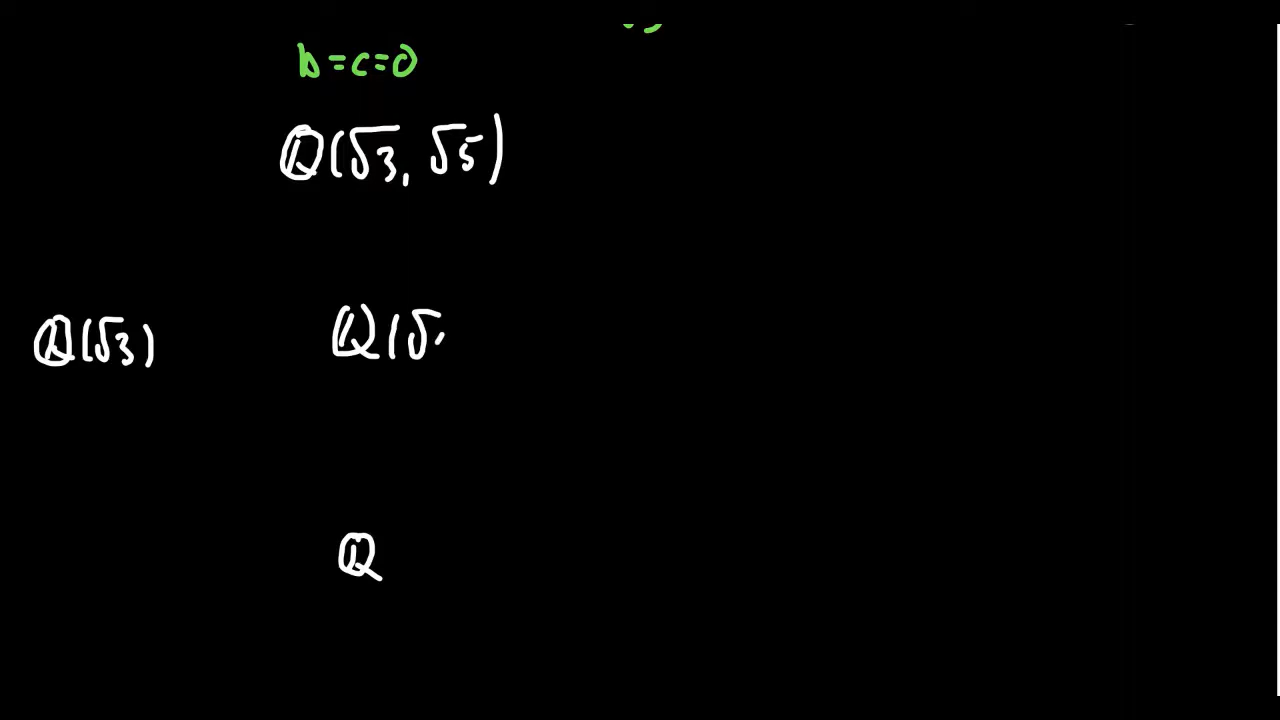 b=c=0
ℚ(√3, √5)
ℚ(√3) ℚ(√
ℚ